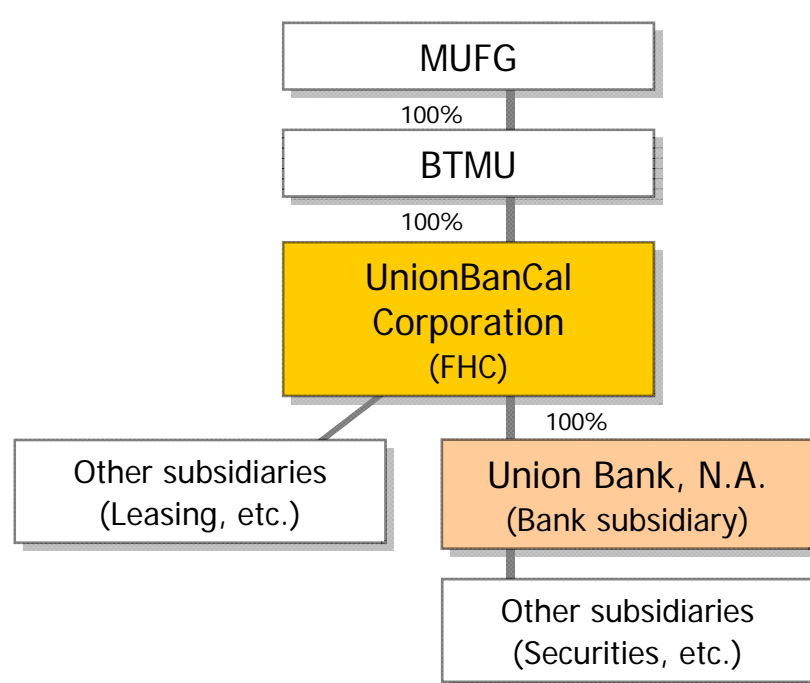 MUFG
100%
BTMU
100%
UnionBanCal
Corporation
(FHC)
100%
Other subsidiaries
(Leasing, etc.)
Union Bank, N.A.
(Bank subsidiary)
Other subsidiaries
(Securities, etc.)